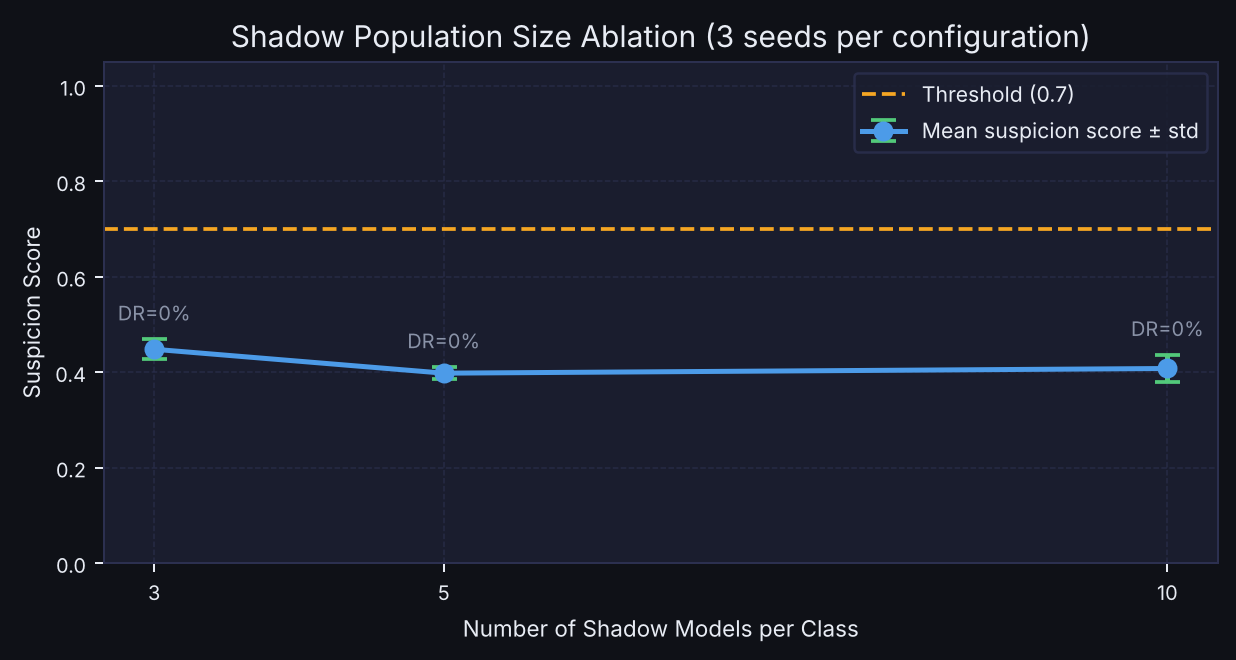 Shadow Population Size Ablation (3 seeds per configuration)
Threshold (0.7)
Mean suspicion score ± std
1.0
0.8
0.6
0.4
0.2
0.0
Suspicion Score
DR=0%
DR=0%
DR=0%
3
5
10
Number of Shadow Models per Class